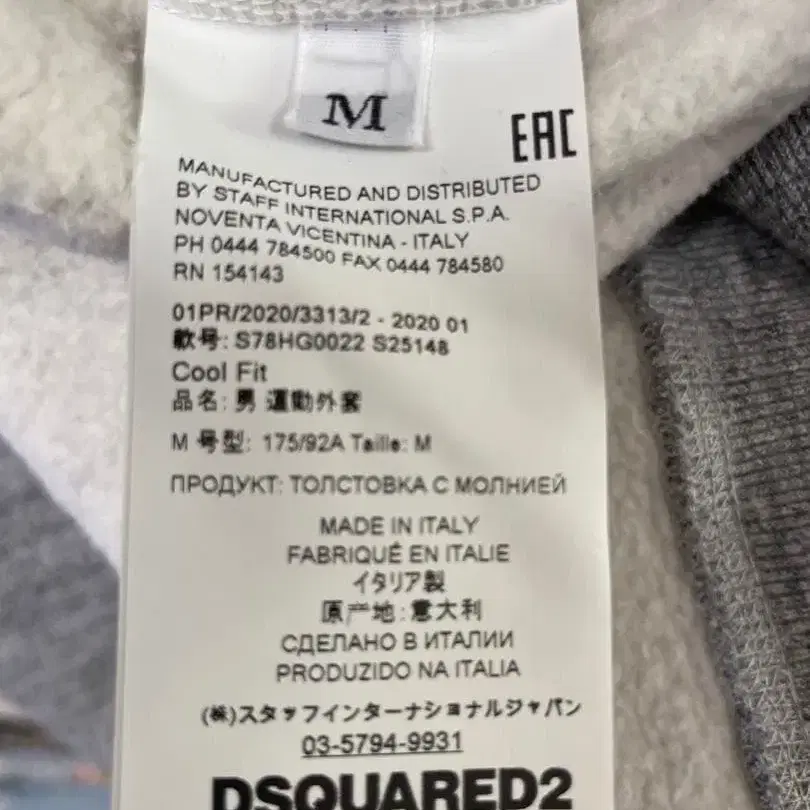 M
EAC
MANUFACTURED AND DISTRIBUTED
BY STAFF INTERNATIONAL S.P.A.
NOVENTA VICENTINA - ITALY
PH 0444 784500 FAX 0444 784580
RN 154143
01PR/2020/3313/2 - 2020 01
款号: S78HG0022 S25148
Cool Fit
品名: 男 運動外套
M 号型: 175/92A Taille: M
ПРОДУКТ: ТОЛСТОВКА С МОЛНИЕЙ
MADE IN ITALY
FABRIQUÉ EN ITALIE
イタリア製
原产地:意大利
СДЕЛАНО В ИТАЛИИ
PRODUZIDO NA ITALIA
(株)スタッフインターナショナルジャパン
03-5794-9931
DSQUARED2